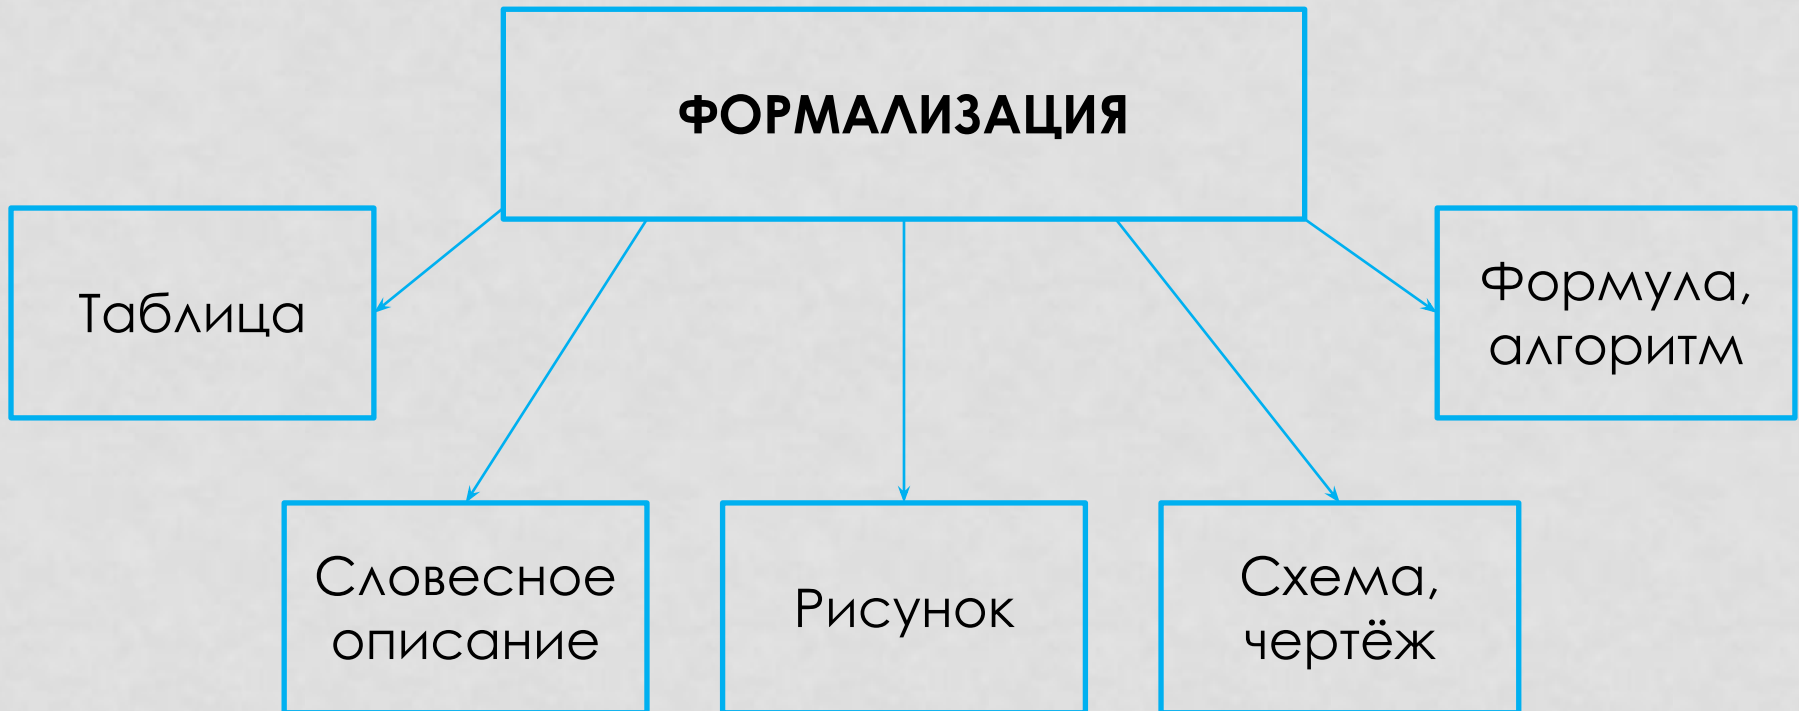 ФОРМАЛИЗАЦИЯ
Таблица
Формула,
алгоритм
Словесное
описание
Рисунок
Схема,
чертёж